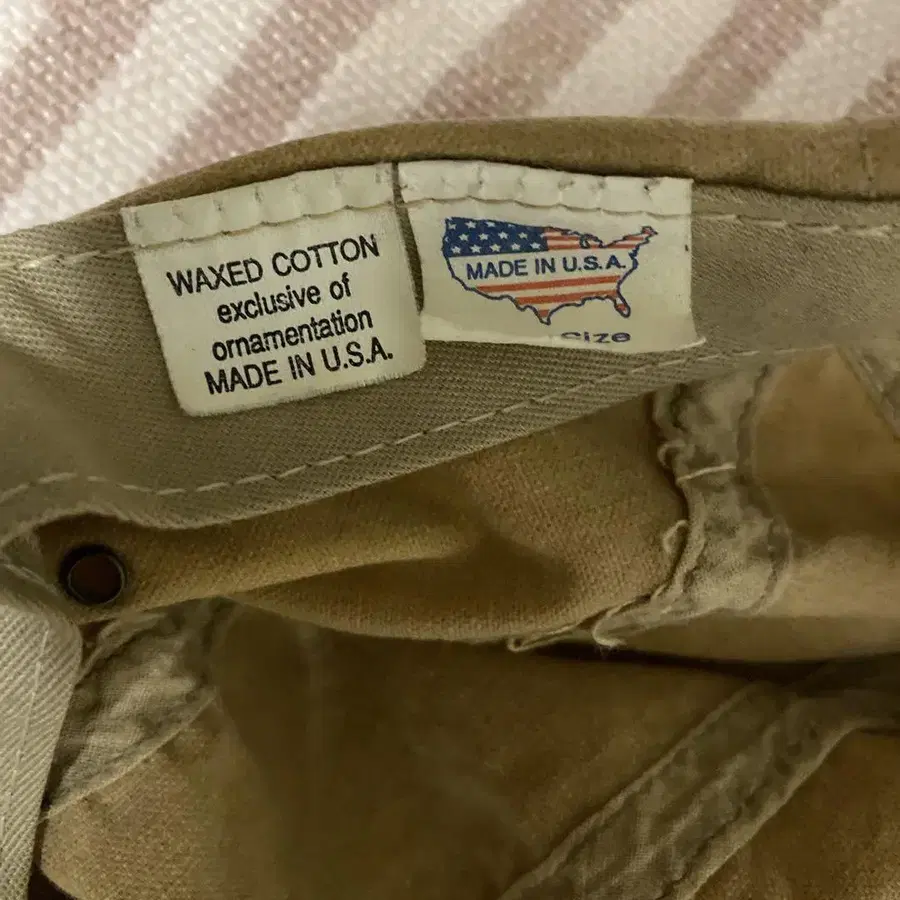 WAXED COTTON
exclusive of
ornamentation
MADE IN U.S.A.
MADE IN U.S.A.
Size